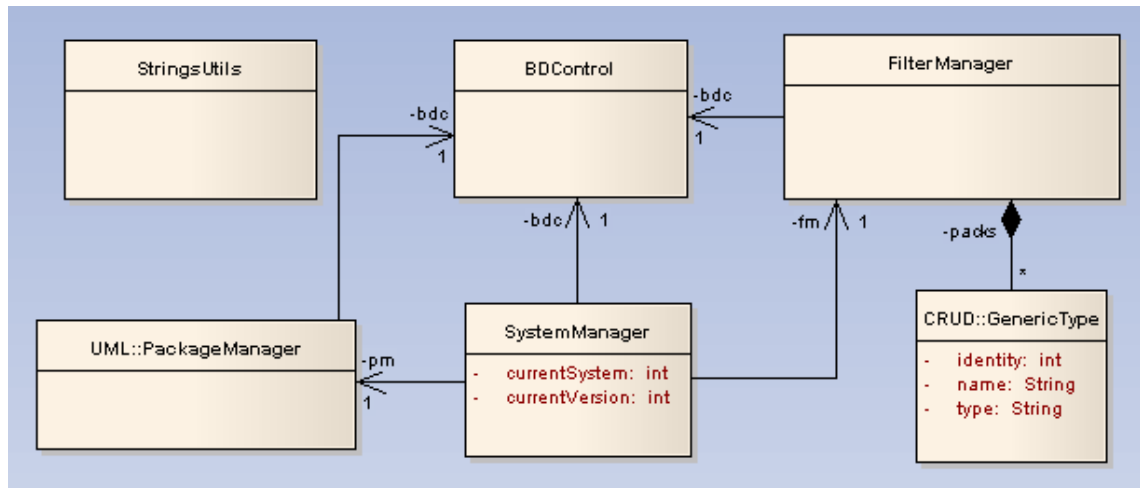 StringsUtils
BDControl
FilterManager
-bdc
1
-bdc
1
-bdc
1
-fm
1
-packs
*
UML::PackageManager
-pm
1
SystemManager
- currentSystem: int
- currentVersion: int
CRUD::GenericType
- identity: int
- name: String
- type: String